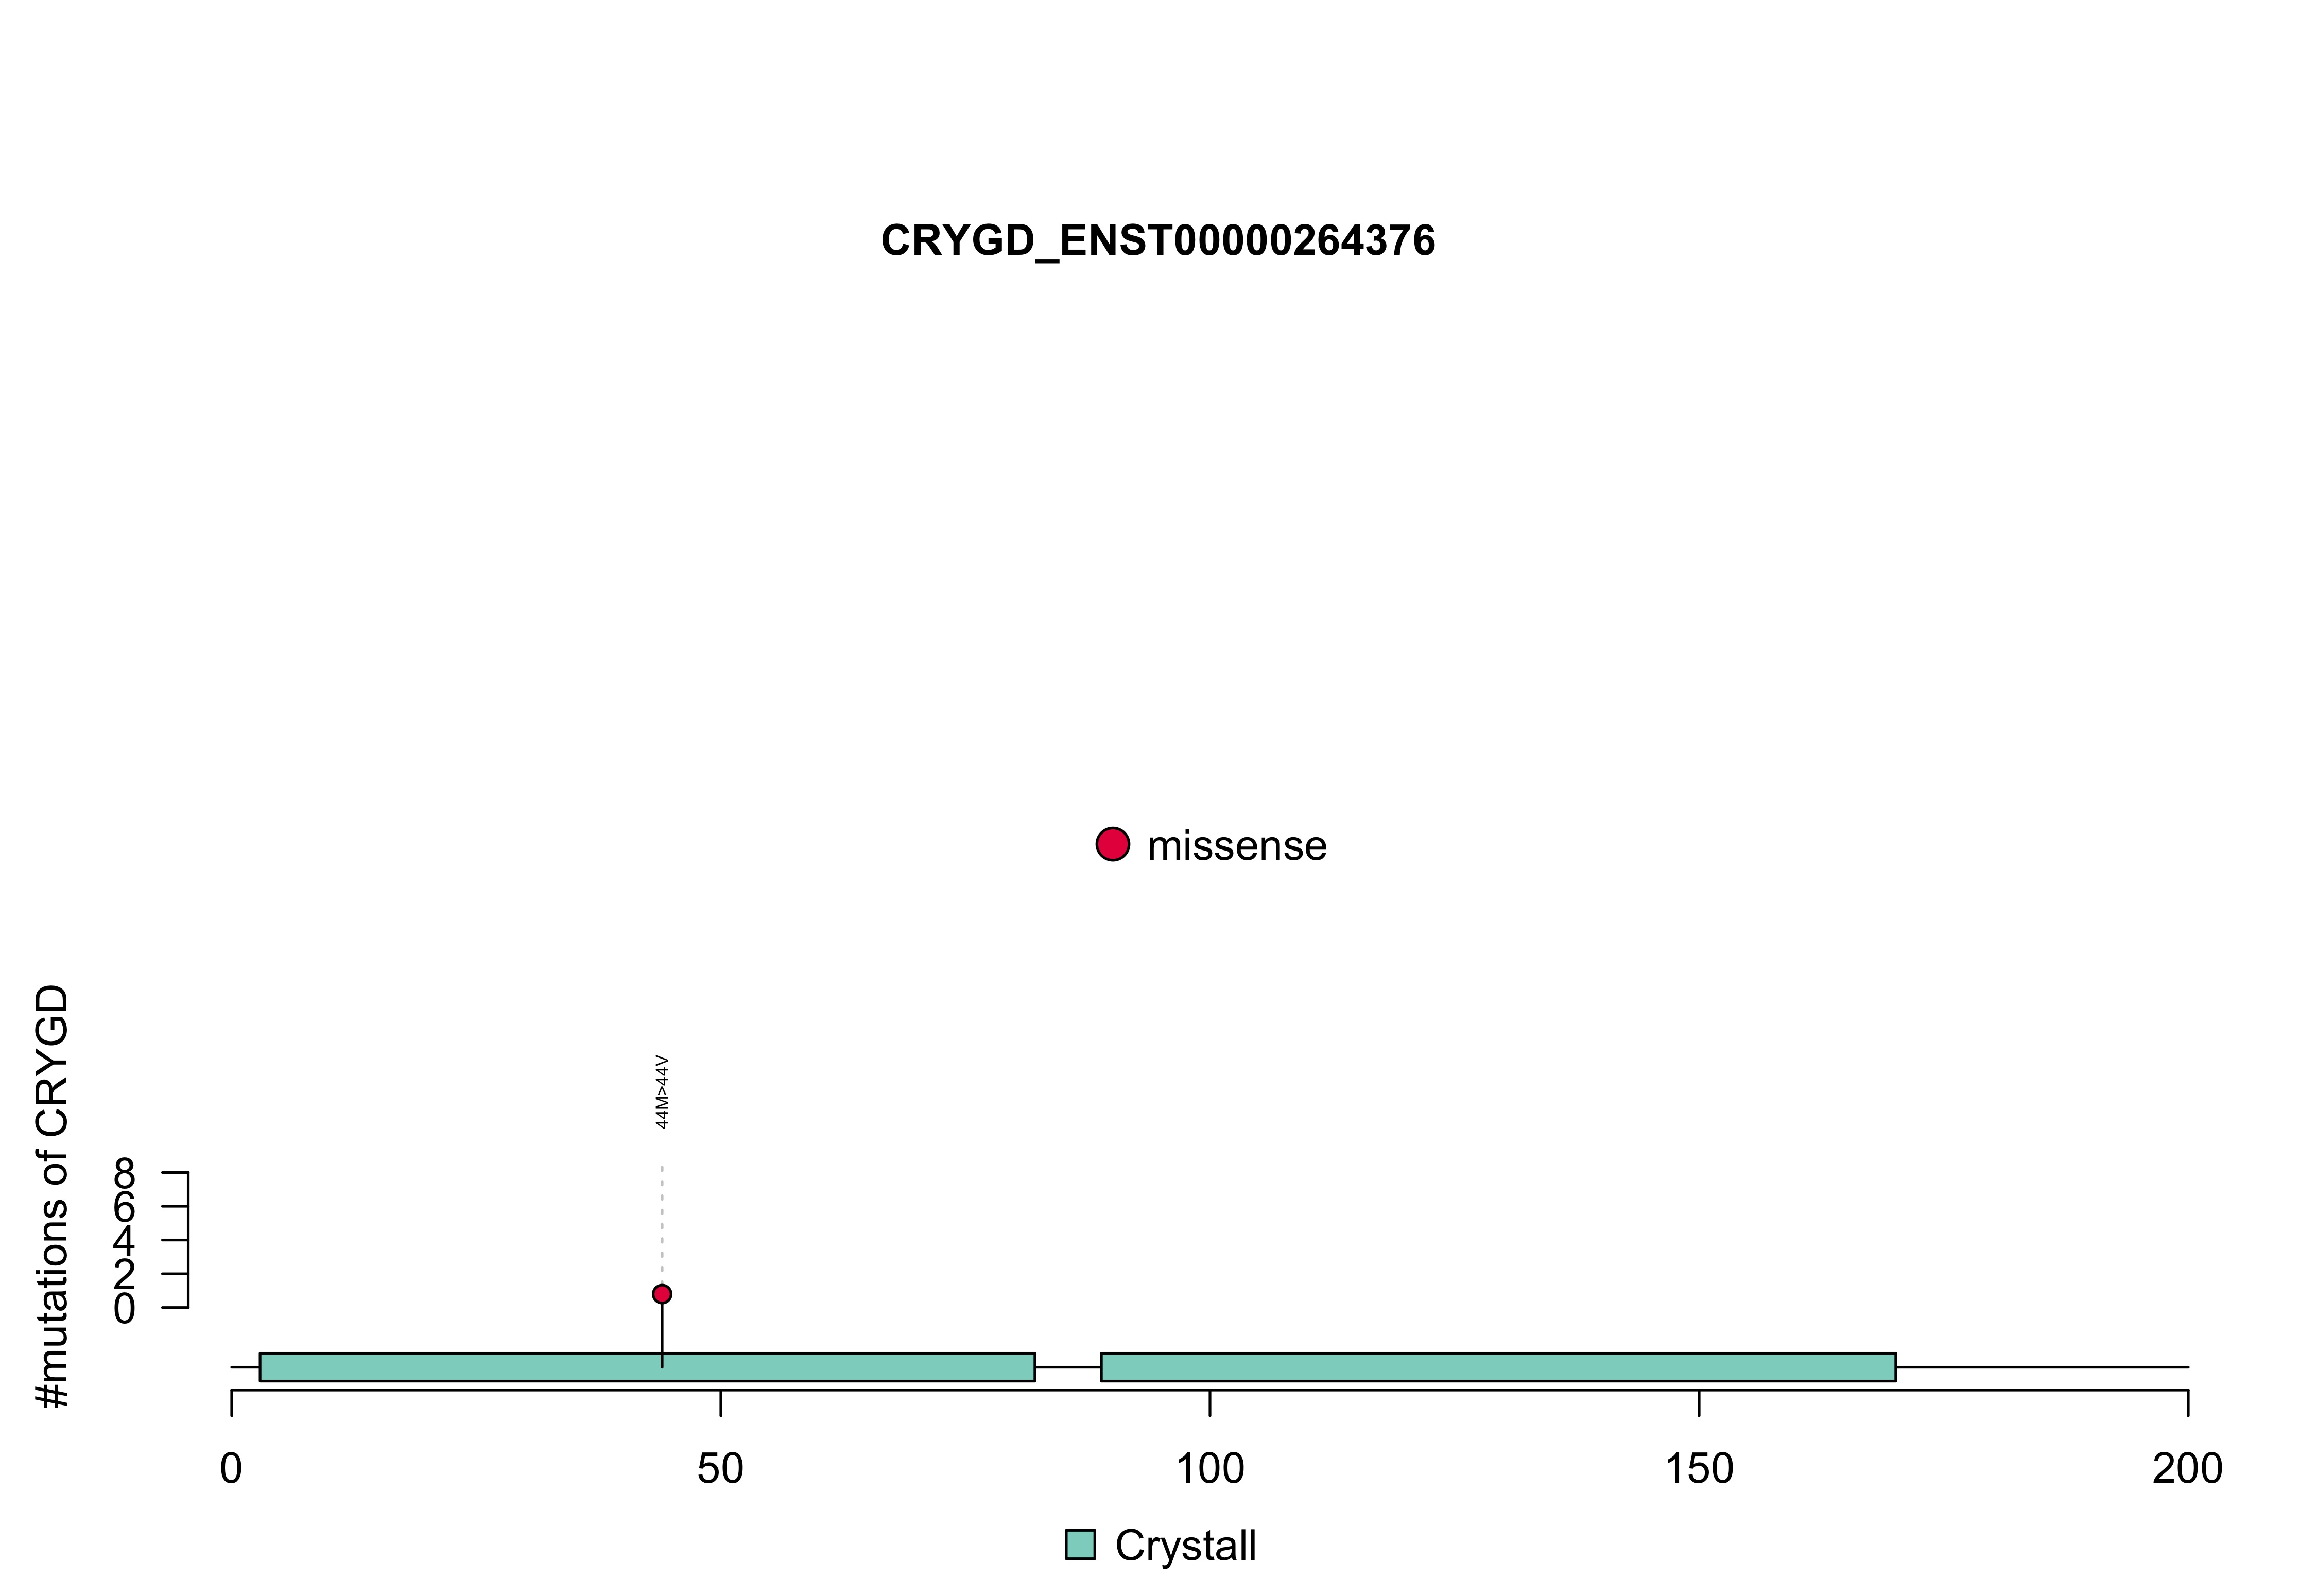 CRYGD_ENST00000264376
missense
#mutations of CRYGD
44M>44V
8
6
4
2
0
0 50 100 150 200
Crystall